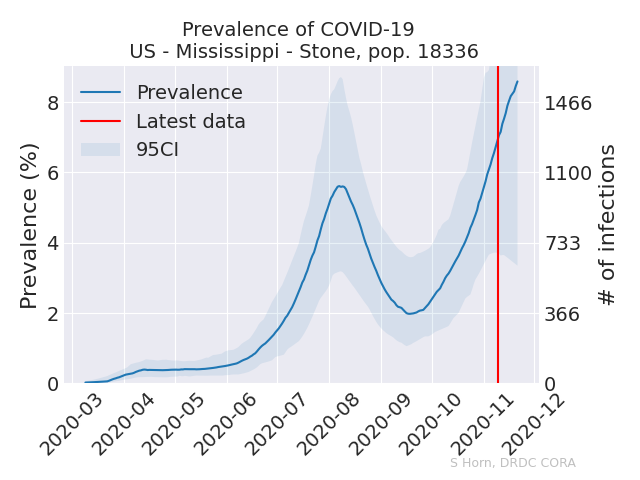 Prevalence of COVID-19
US - Mississippi - Stone, pop. 18336
Prevalence
Latest data
95CI
Prevalence (%)
8
6
4
2
0
1466
1100
733
366
0
# of infections
2020-03
2020-04
2020-05
2020-06
2020-07
2020-08
2020-09
2020-10
2020-11
2020-12
S Horn, DRDC CORA